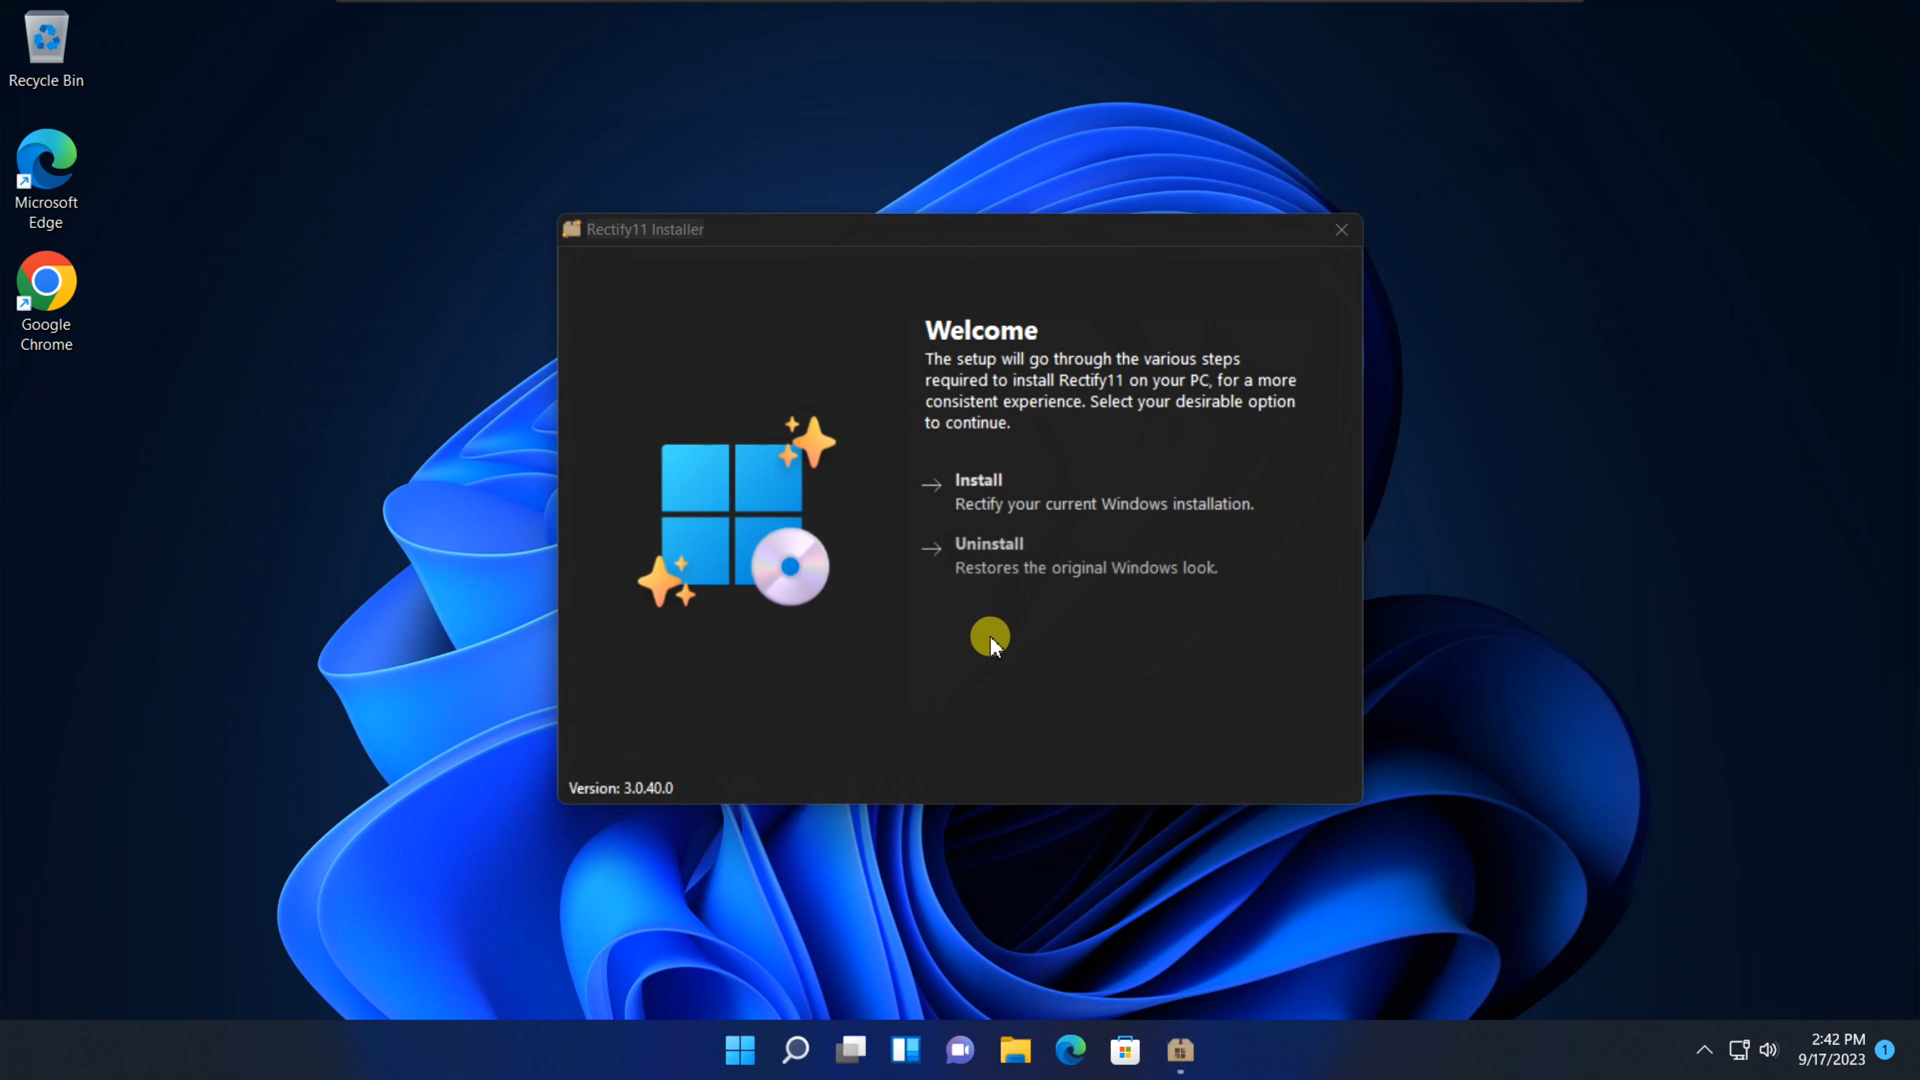 Recycle Bin
Microsoft
Edge
Google
Chrome
Rectify11 Installer
Welcome
The setup will go through the various steps
required to install Rectify11 on your PC, for a more
consistent experience. Select your desirable option
to continue.
Install
Rectify your current Windows installation.
Uninstall
Restores the original Windows look.
Version: 3.0.40.0
2:42 PM
9/17/2023
1